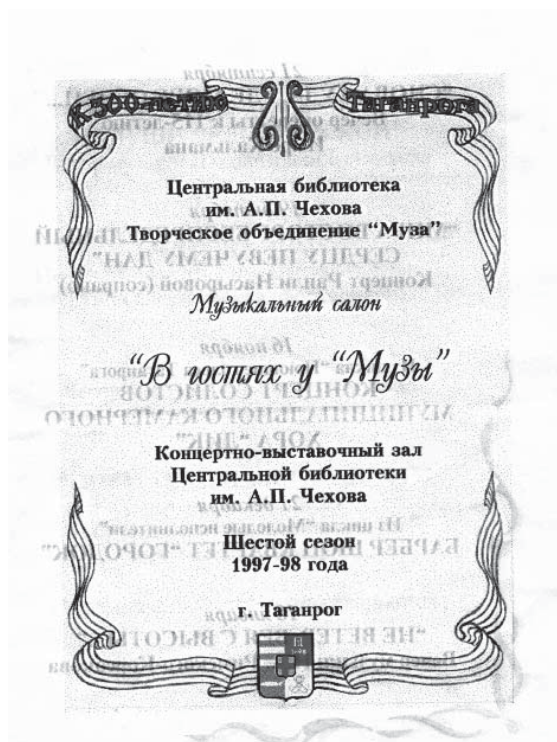 К 300-летию Таганрога
Центральная библиотека
им. А.П. Чехова
Творческое объединение "Муза"
Музыкальный салон
"В гостях у "Музы"
Концертно-выставочный зал
Центральной библиотеки
им. А.П. Чехова
Шестой сезон
1997-98 года
г. Таганрог